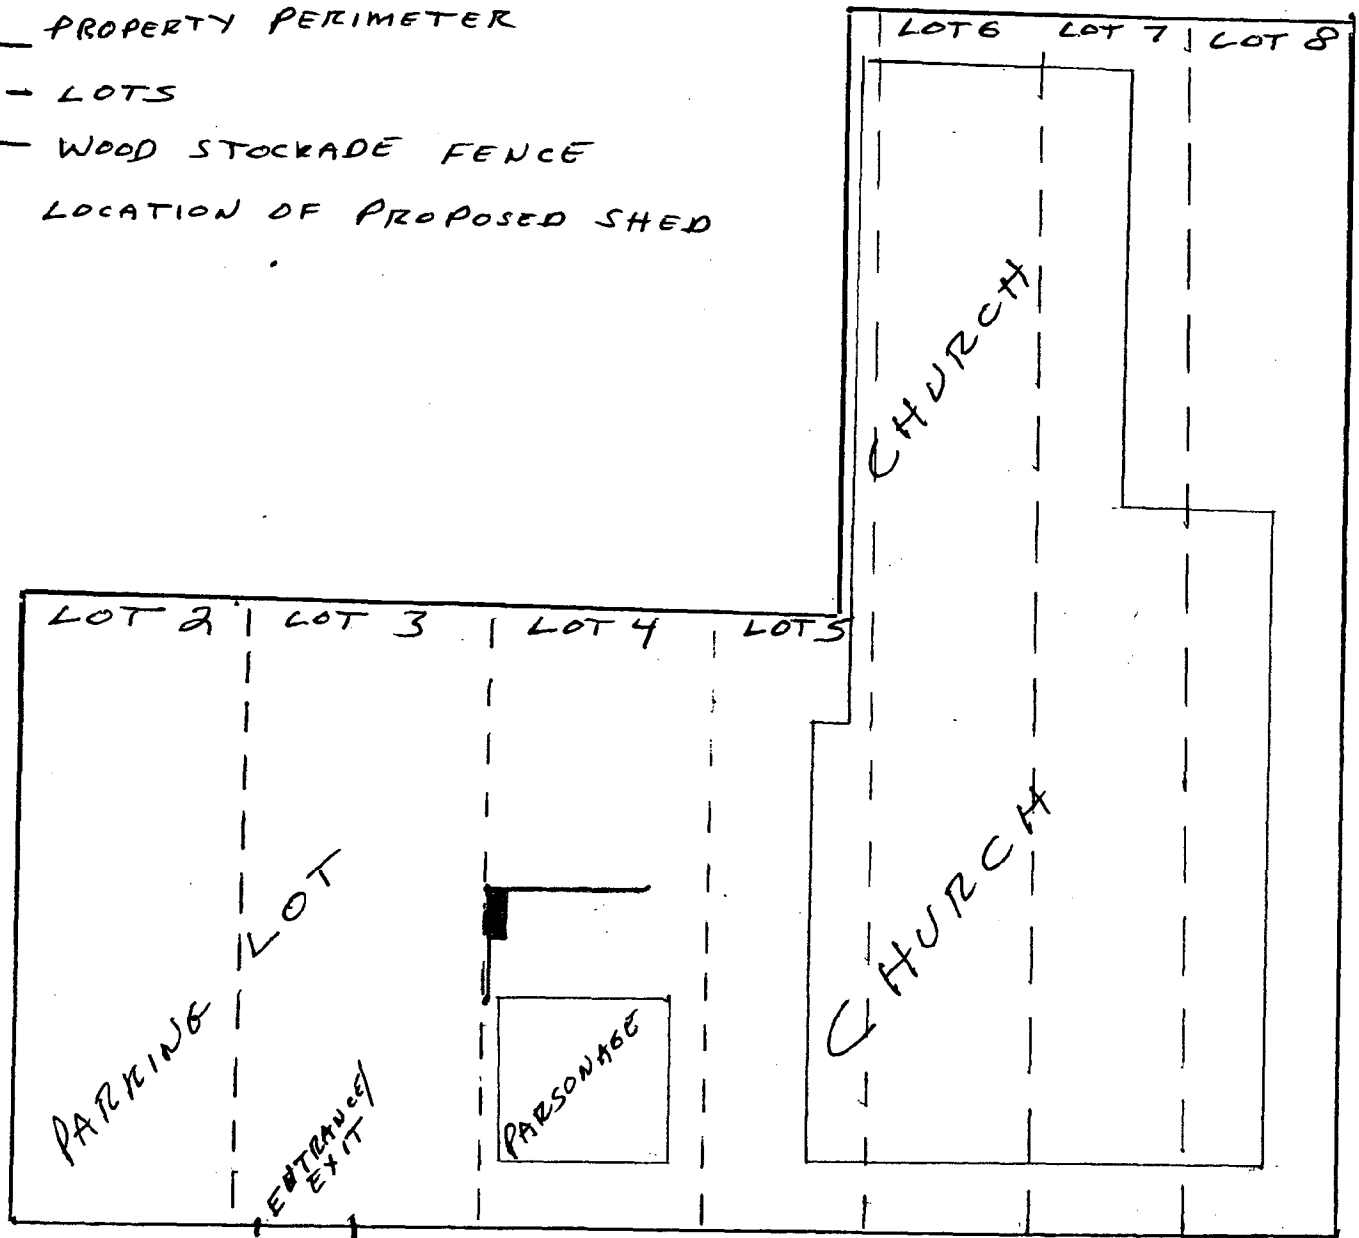 PROPERTY PERIMETER
LOTS
WOOD STOCKADE FENCE
LOCATION OF PROPOSED SHED
LOT 6 LOT 7 LOT 8
CHURCH
LOT 2 LOT 3 LOT 4 LOT 5
CHURCH
PARKING LOT
ENTRANCE/
EXIT
PARSONAGE